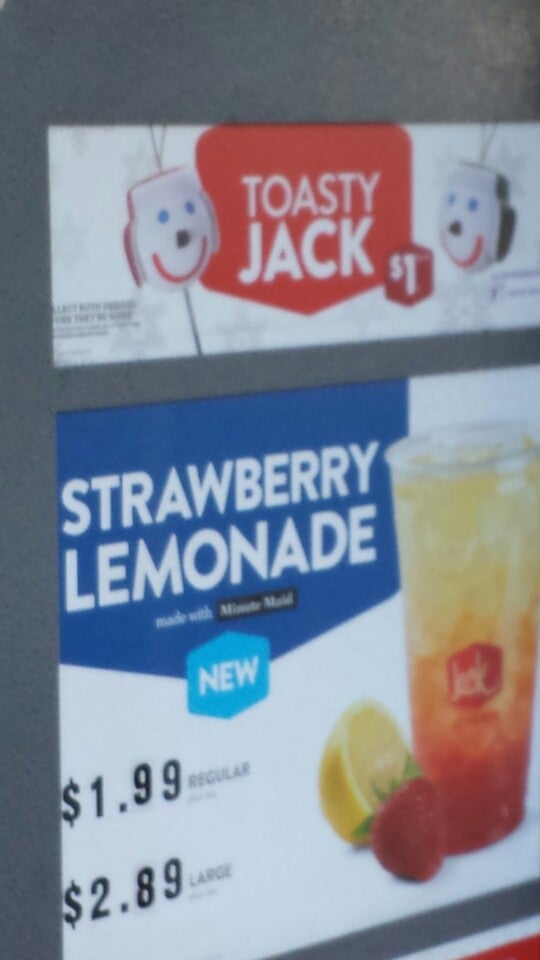 TOASTY
JACK
$1
STRAWBERRY
LEMONADE
made with Minute Maid
NEW
$1.99 REGULAR
$2.89 LARGE
Jack